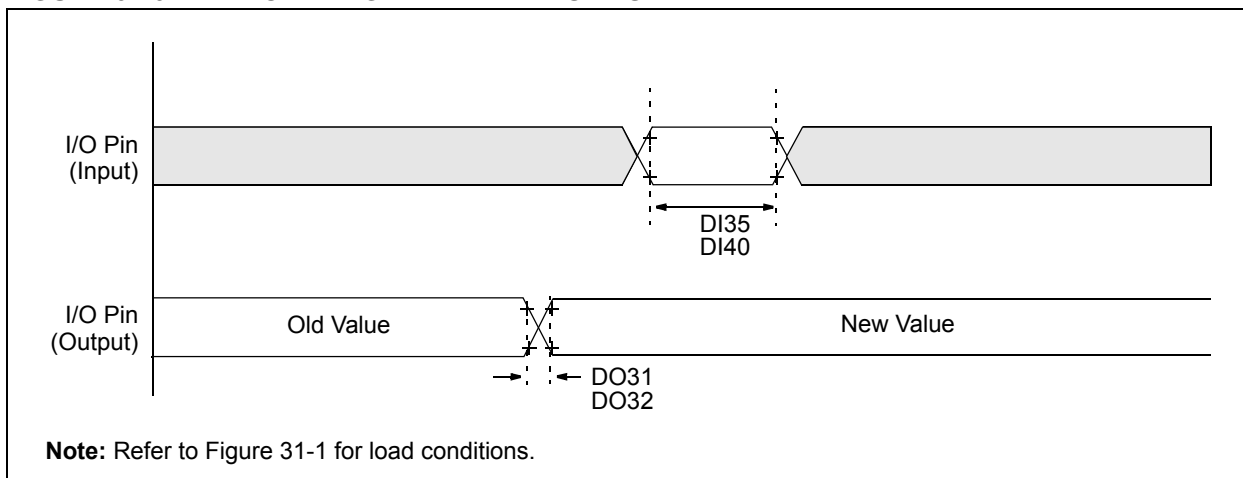 I/O Pin
(Input)
DI35
DI40
I/O Pin
(Output)
Old Value
New Value
DO31
DO32
Note: Refer to Figure 31-1 for load conditions.